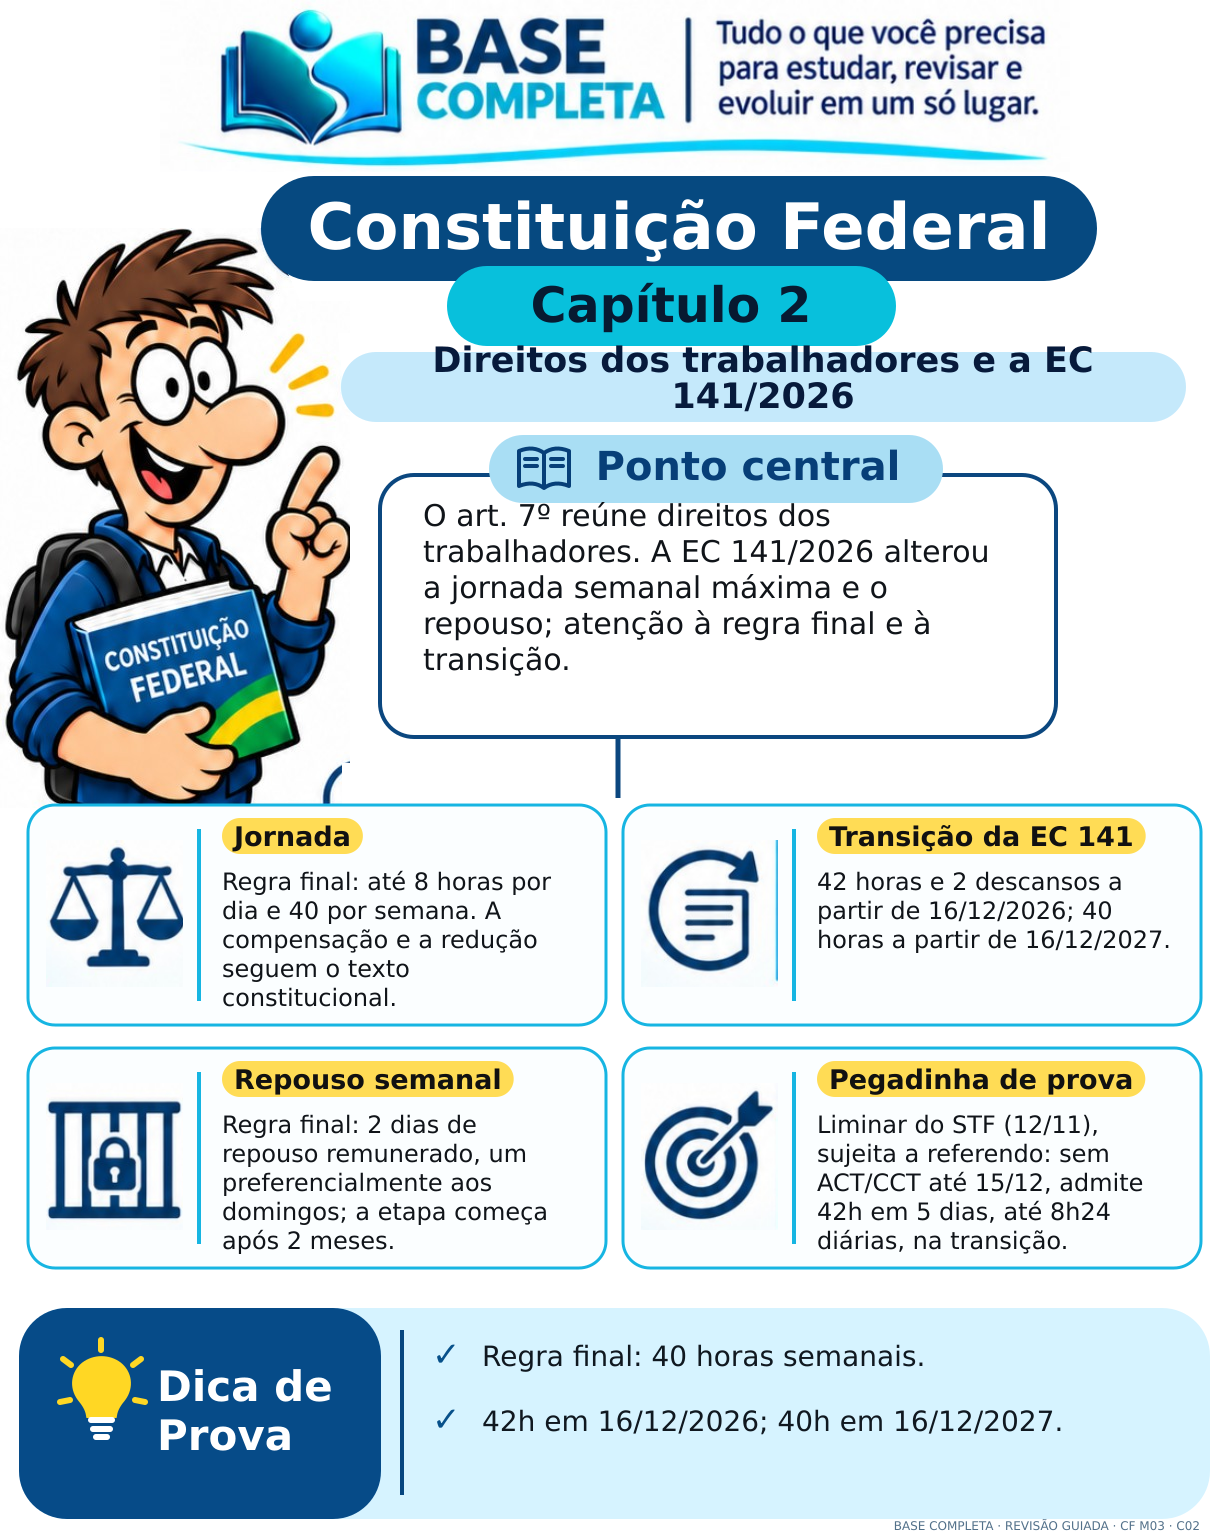 BASE
COMPLETA
Tudo o que você precisa
para estudar, revisar e
evoluir em um só lugar.
Constituição Federal
Capítulo 2
Direitos dos trabalhadores e a EC
141/2026
Ponto central
O art. 7º reúne direitos dos
trabalhadores. A EC 141/2026 alterou
a jornada semanal máxima e o
repouso; atenção à regra final e à
transição.
CONSTITUIÇÃO
FEDERAL
Jornada
Regra final: até 8 horas por
dia e 40 por semana. A
compensação e a redução
seguem o texto
constitucional.
Transição da EC 141
42 horas e 2 descansos a
partir de 16/12/2026; 40
horas a partir de 16/12/2027.
Repouso semanal
Regra final: 2 dias de
repouso remunerado, um
preferencialmente aos
domingos; a etapa começa
após 2 meses.
Pegadinha de prova
Liminar do STF (12/11),
sujeita a referendo: sem
ACT/CCT até 15/12, admite
42h em 5 dias, até 8h24
diárias, na transição.
Dica de
Prova
✓ Regra final: 40 horas semanais.
✓ 42h em 16/12/2026; 40h em 16/12/2027.
BASE COMPLETA · REVISÃO GUIADA · CF M03 · C02